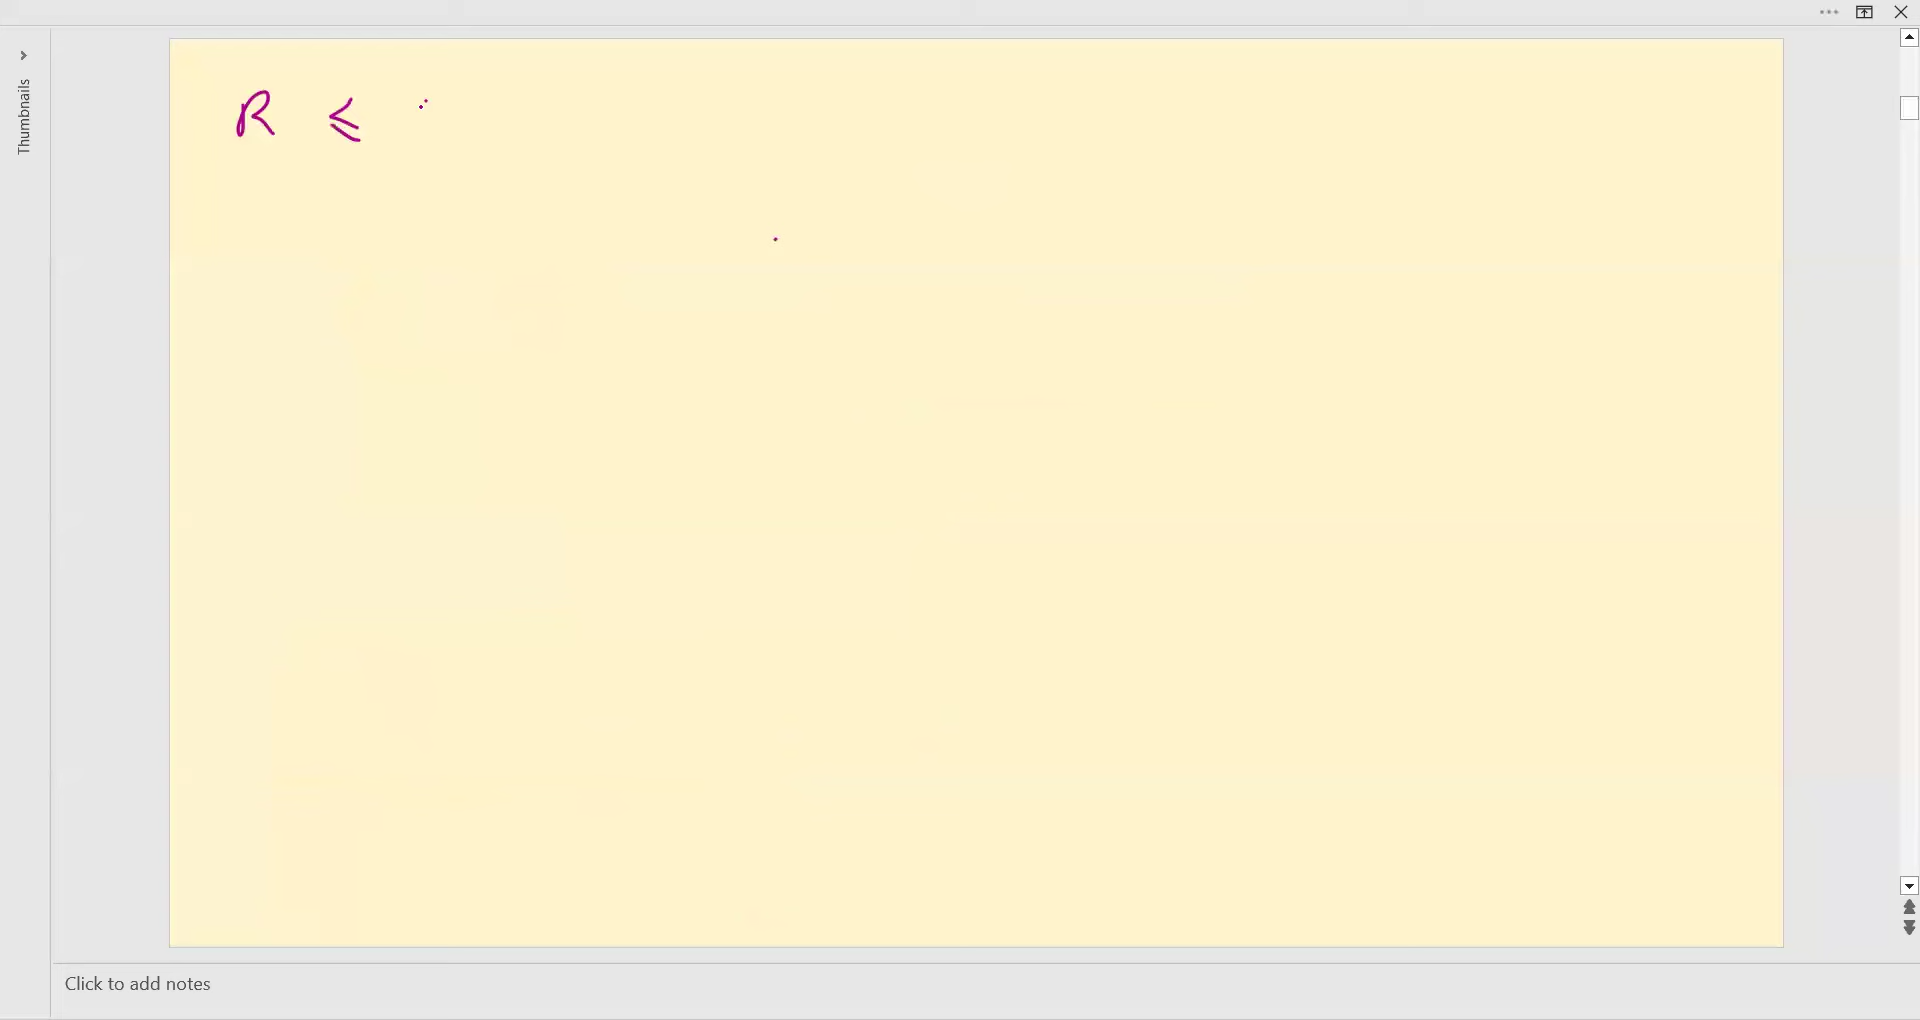 Thumbnails
R ≤
Click to add notes